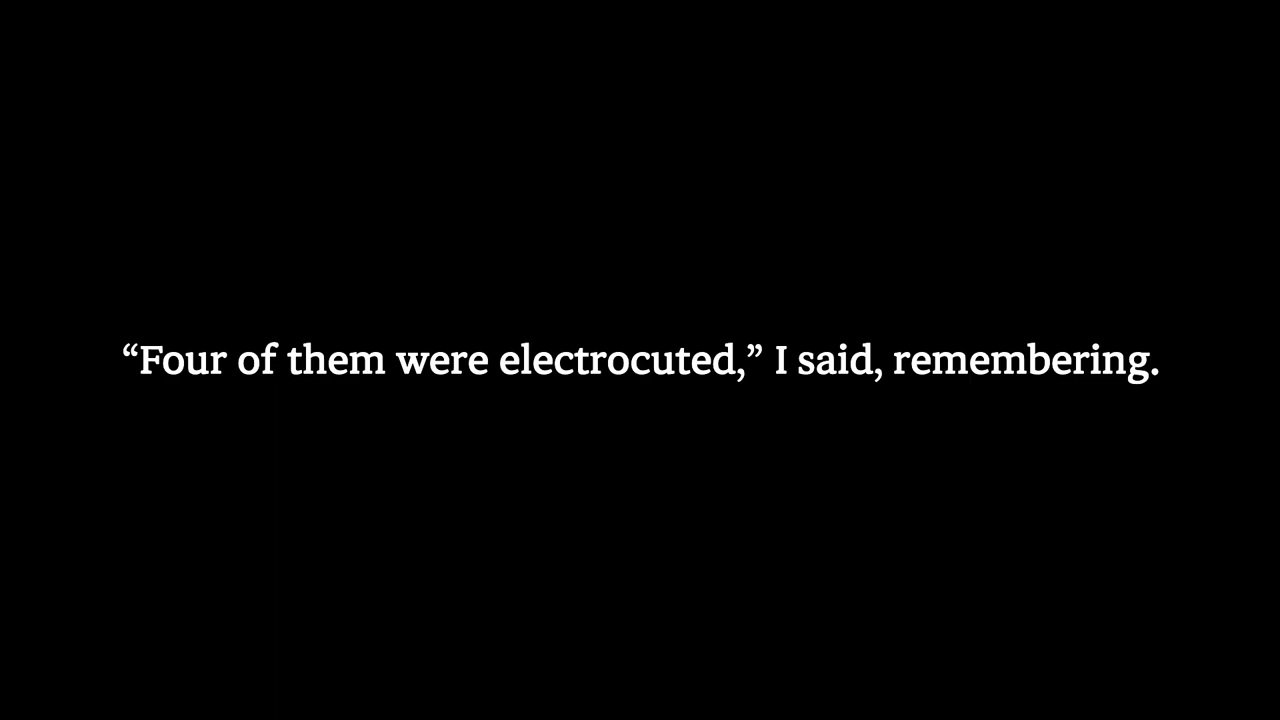 “Four of them were electrocuted,” I said, remembering.